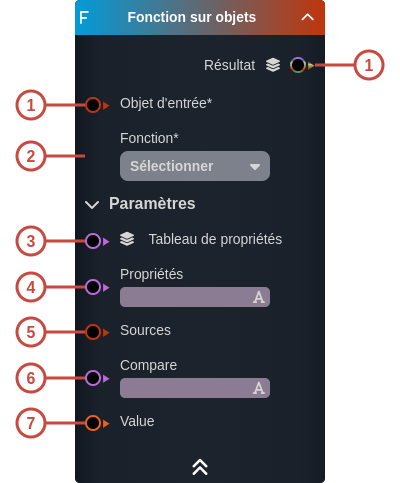 F Fonction sur objets
Résultat 1
1 Objet d'entrée*
Fonction*
2 Sélectionner
Paramètres
3 Tableau de propriétés
Propriétés
4 A
5 Sources
Compare
6 A
7 Value